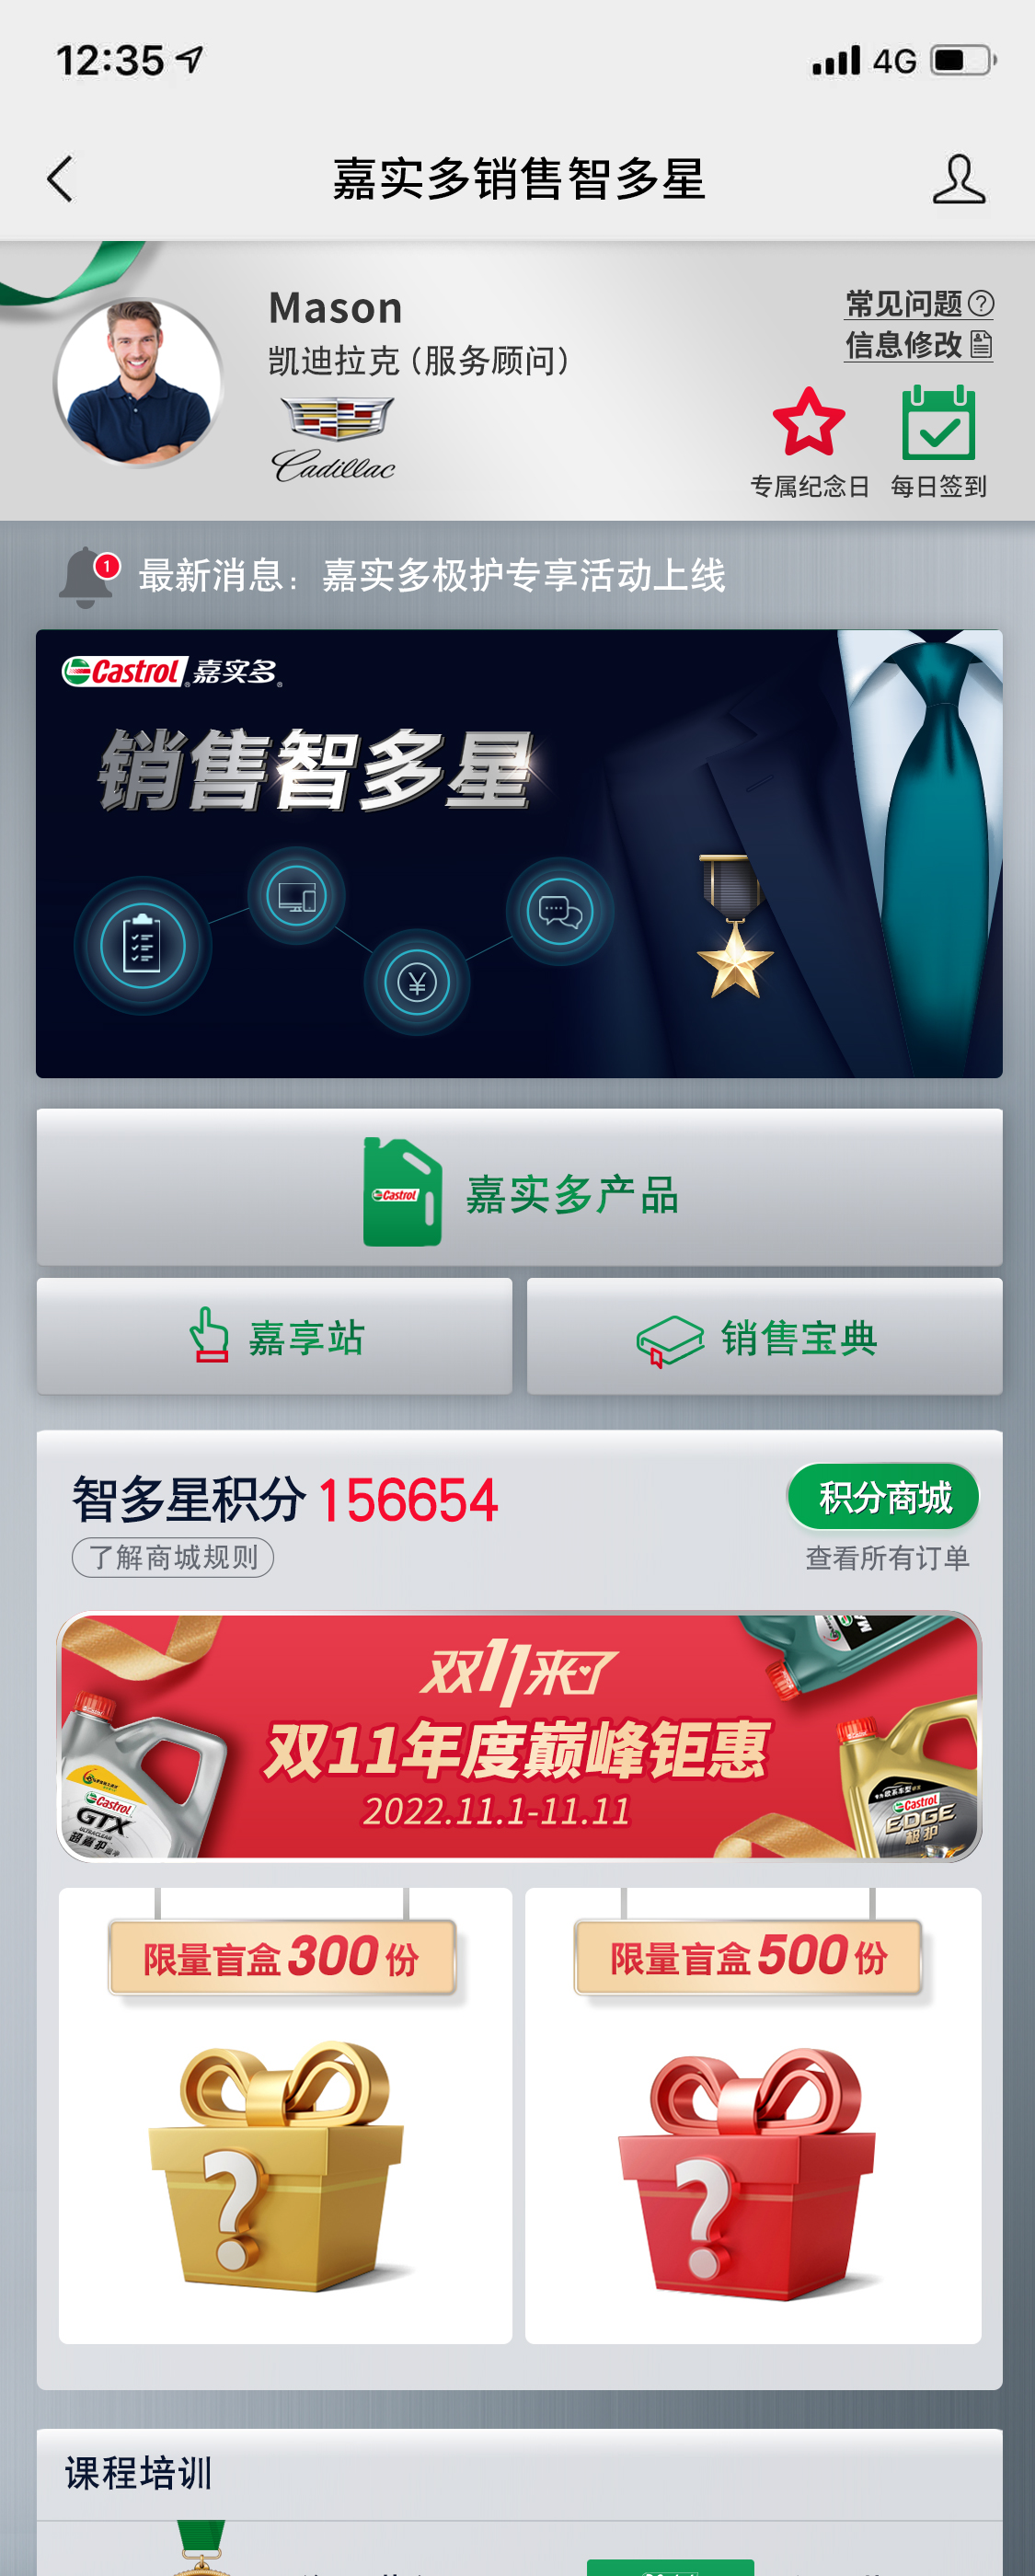 12:35
4G
嘉实多销售智多星
Mason
凯迪拉克 (服务顾问)
Cadillac
常见问题
信息修改
专属纪念日
每日签到
1
最新消息： 嘉实多极护专享活动上线
Castrol 嘉实多
销售智多星
Castrol
嘉实多产品
嘉享站
销售宝典
智多星积分 156654
积分商城
了解商城规则
查看所有订单
双11来了
双11年度巅峰钜惠
2022.11.1-11.11
Castrol
GTX
ULTRACLEAN
超嘉护
Castrol
EDGE
极护
限量盲盒300份
限量盲盒500份
课程培训